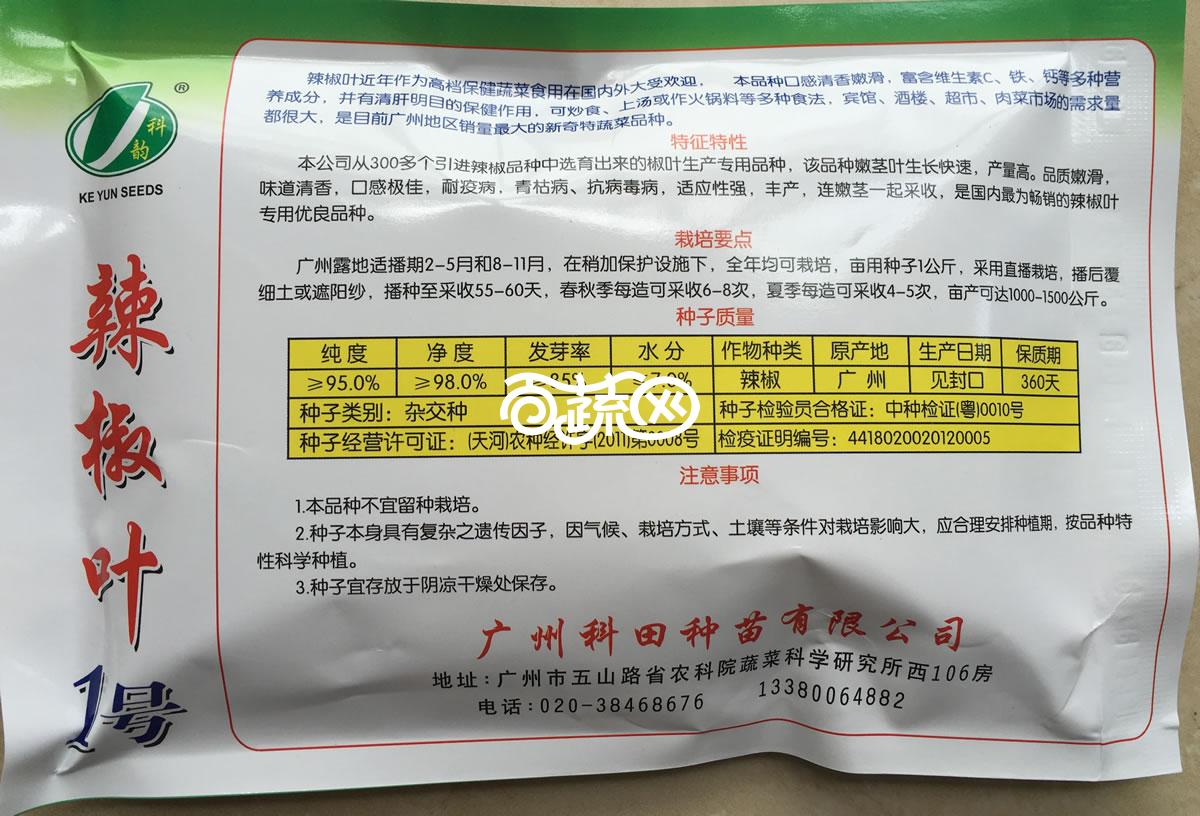 科韵
®
KE YUN SEEDS
辣椒叶
1号
辣椒叶近年作为高档保健蔬菜食用在国内外大受欢迎， 本品种口感清香嫩滑，富含维生素C、铁、钙等多种营
养成分，并有清肝明目的保健作用，可炒食、上汤或作火锅料等多种食法，宾馆、酒楼、超市、肉菜市场的需求量
都很大，是目前广州地区销量最大的新奇特蔬菜品种。
特征特性
本公司从300多个引进辣椒品种中选育出来的椒叶生产专用品种，该品种嫩茎叶生长快速，产量高。品质嫩滑，
味道清香，口感极佳，耐疫病，青枯病、抗病毒病，适应性强，丰产，连嫩茎一起采收，是国内最为畅销的辣椒叶
专用优良品种。
栽培要点
广州露地适播期2-5月和8-11月，在稍加保护设施下，全年均可栽培，亩用种子1公斤，采用直播栽培，播后覆
细土或遮阳纱，播种至采收55-60天，春秋季每造可采收6-8次，夏季每造可采收4-5次，亩产可达1000-1500公斤。
种子质量
纯度 净度 发芽率 水分 作物种类 原产地 生产日期 保质期
≥95.0% ≥98.0% ≥85% ≤7.0% 辣椒 广州 见封口 360天
种子类别：杂交种 种子检验员合格证：中种检证(粤)0010号
种子经营许可证：(天河)农种经许字(2011)第0008号 检疫证明编号：4418020020120005
百蔬网
注意事项
1.本品种不宜留种栽培。
2.种子本身具有复杂之遗传因子，因气候、栽培方式、土壤等条件对栽培影响大，应合理安排种植期，按品种特
性科学种植。
3.种子宜存放于阴凉干燥处保存。
广州科田种苗有限公司
地址：广州市五山路省农科院蔬菜科学研究所西106房
电话：020-38468676 13380064882